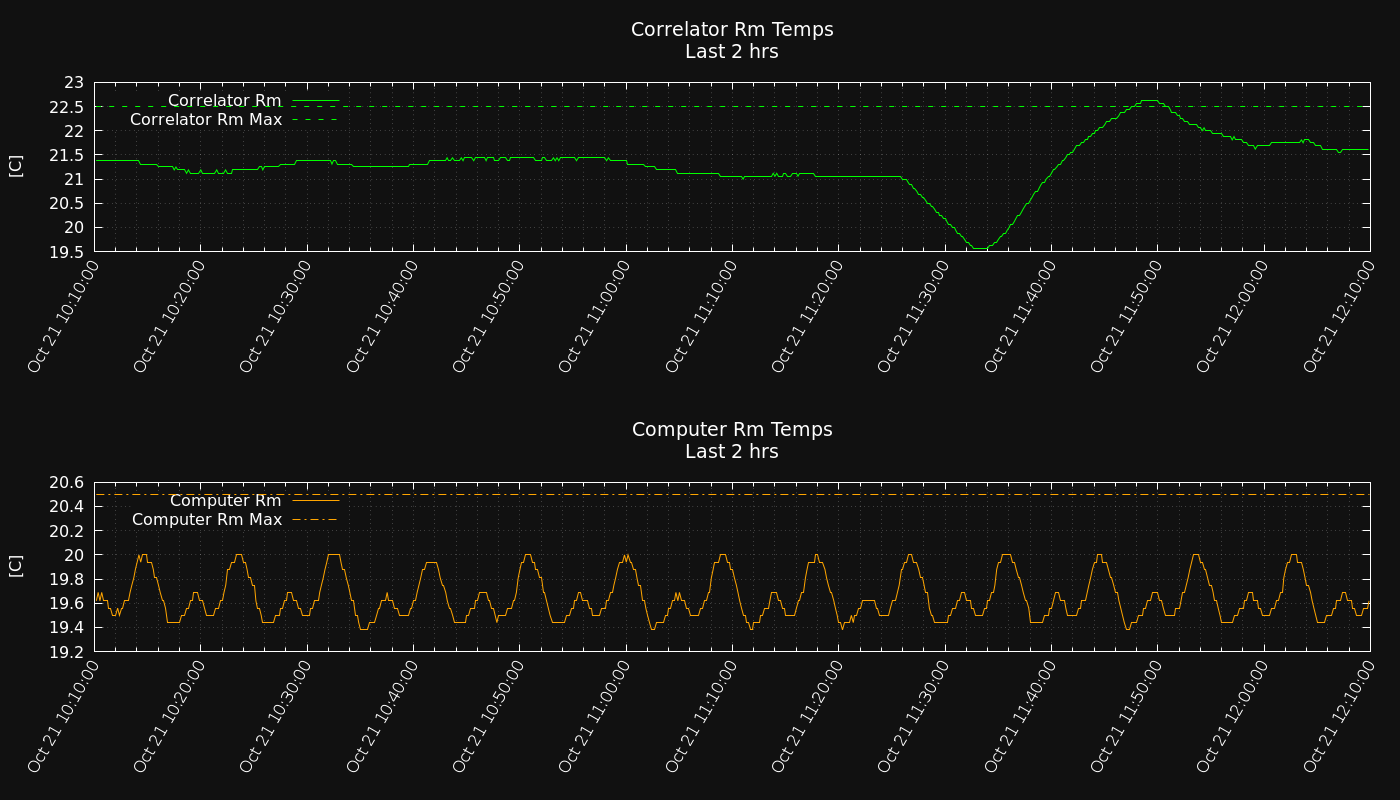 Correlator Rm Temps
Last 2 hrs
23
22.5
22
21.5
21
20.5
20
19.5
[C]
Correlator Rm
Correlator Rm Max
Oct 21 10:10:00
Oct 21 10:20:00
Oct 21 10:30:00
Oct 21 10:40:00
Oct 21 10:50:00
Oct 21 11:00:00
Oct 21 11:10:00
Oct 21 11:20:00
Oct 21 11:30:00
Oct 21 11:40:00
Oct 21 11:50:00
Oct 21 12:00:00
Oct 21 12:10:00
Computer Rm Temps
Last 2 hrs
20.6
20.4
20.2
20
19.8
19.6
19.4
19.2
[C]
Computer Rm
Computer Rm Max
Oct 21 10:10:00
Oct 21 10:20:00
Oct 21 10:30:00
Oct 21 10:40:00
Oct 21 10:50:00
Oct 21 11:00:00
Oct 21 11:10:00
Oct 21 11:20:00
Oct 21 11:30:00
Oct 21 11:40:00
Oct 21 11:50:00
Oct 21 12:00:00
Oct 21 12:10:00